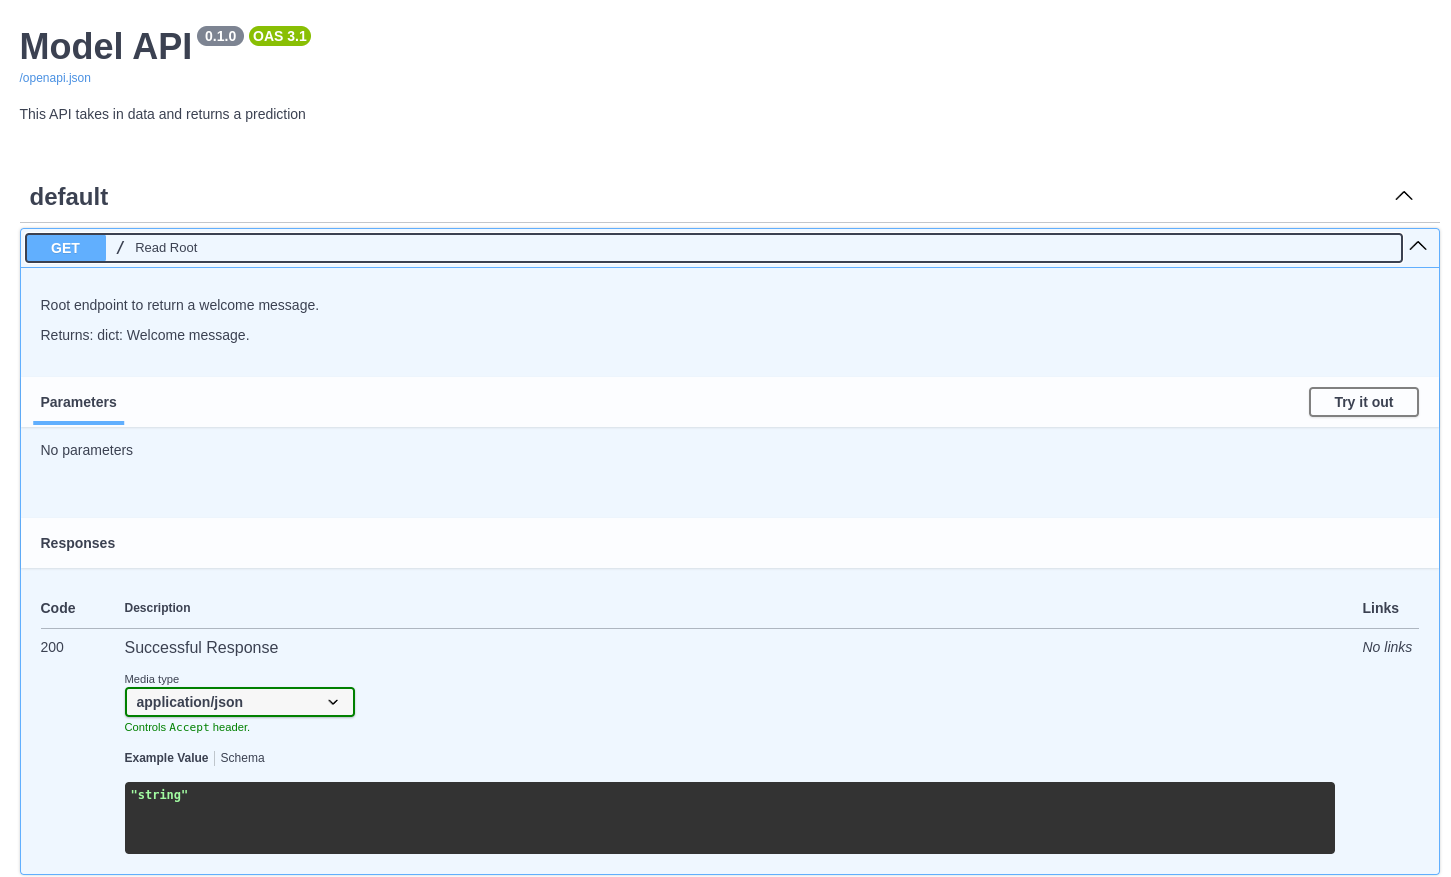 Model API 0.1.0 OAS 3.1
/openapi.json
This API takes in data and returns a prediction
default
GET / Read Root
Root endpoint to return a welcome message.
Returns: dict: Welcome message.
Parameters Try it out
No parameters
Responses
Code Description Links
200 Successful Response No links
Media type
application/json
Controls Accept header.
Example Value Schema
"string"